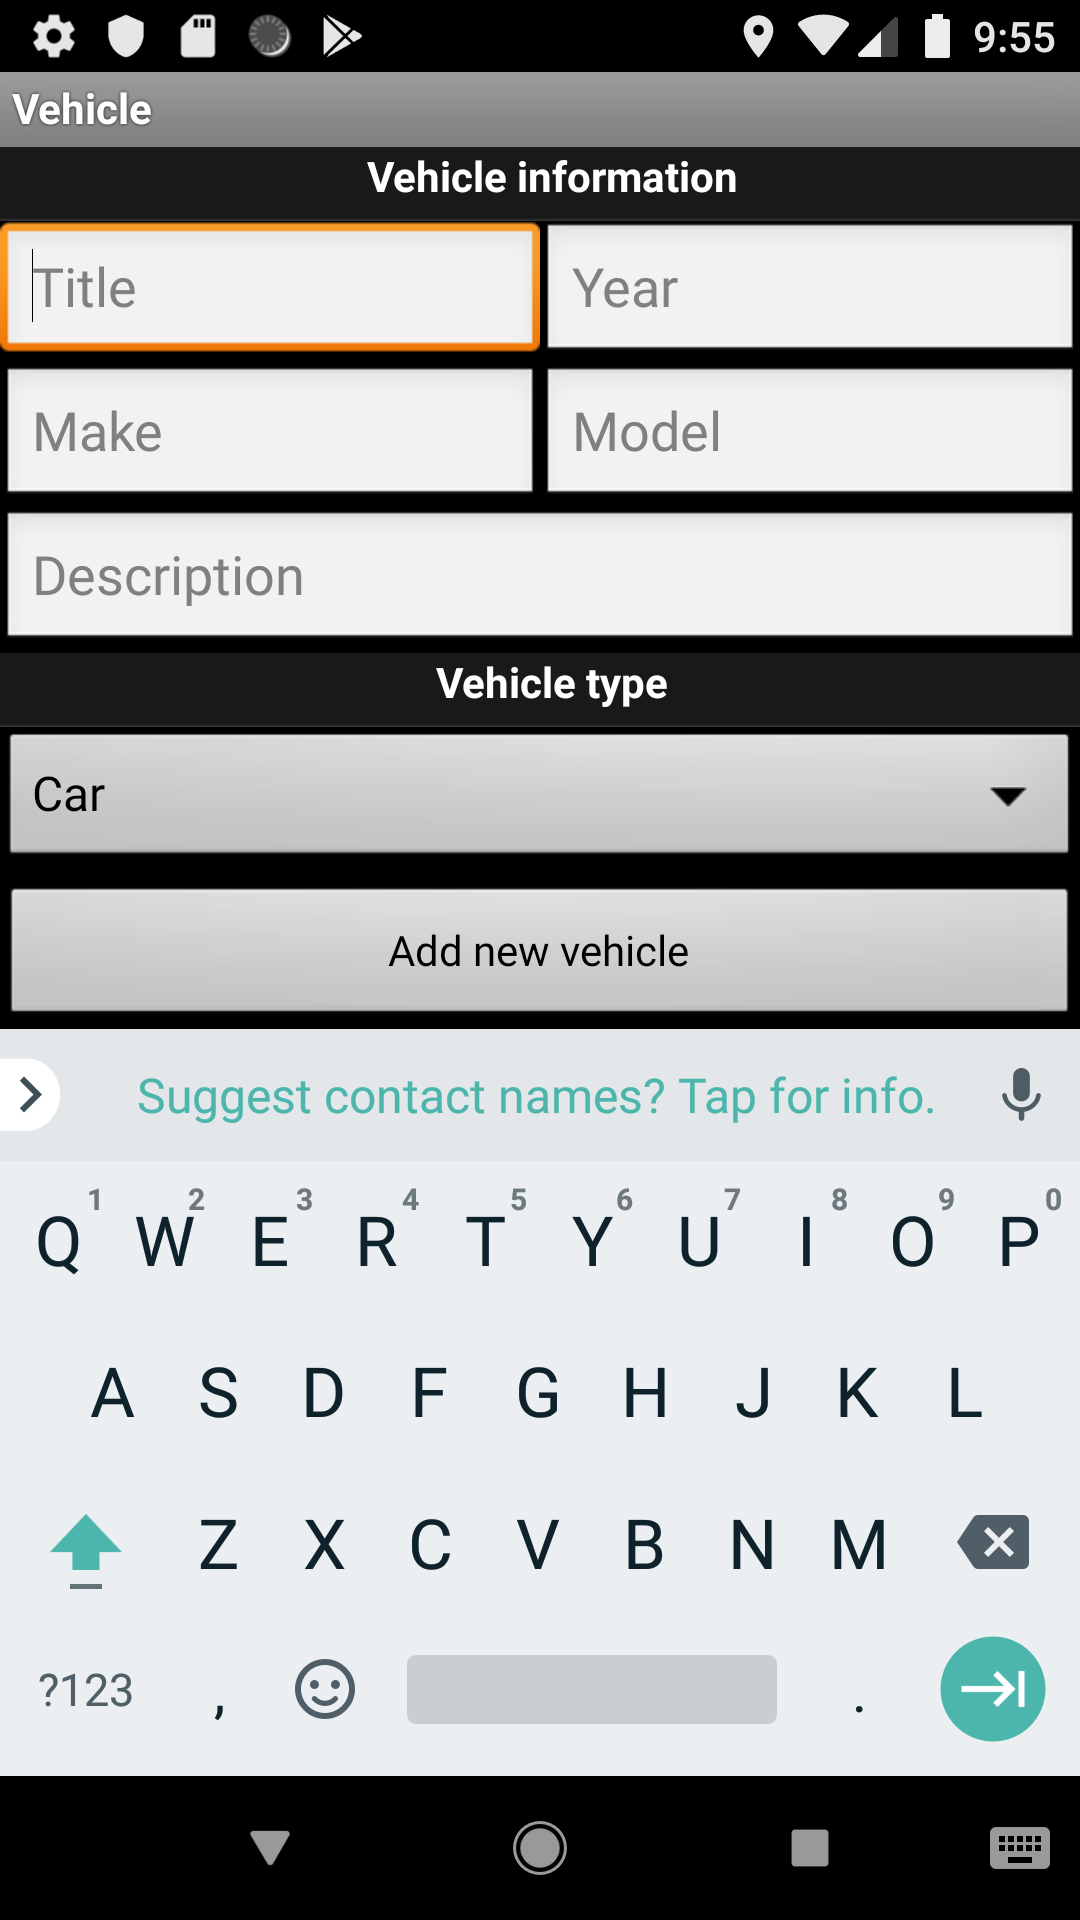 9:55
Vehicle
Vehicle information
Title Year
Make Model
Description
Vehicle type
Car
Add new vehicle
Suggest contact names? Tap for info.
1 2 3 4 5 6 7 8 9 0
Q W E R T Y U I O P
A S D F G H J K L
Z X C V B N M
?123 , .